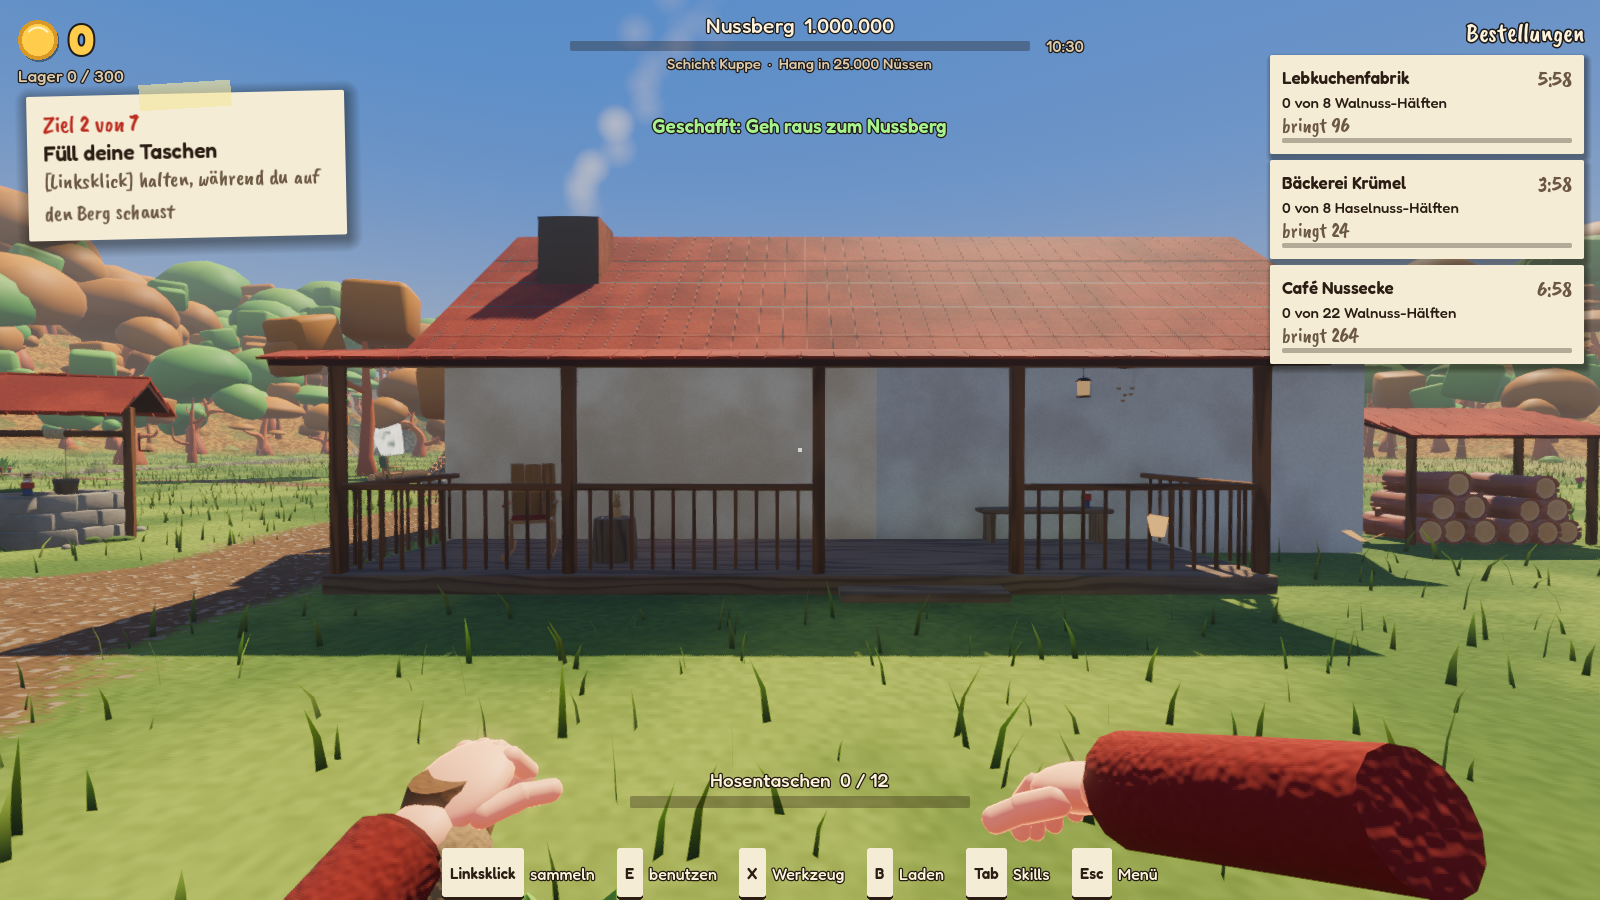 0
Lager 0 / 300
Ziel 2 von 7
Füll deine Taschen
[Linksklick] halten, während du auf
den Berg schaust
Nussberg 1.000.000
10:30
Schicht Kuppe · Hang in 25.000 Nüssen
Geschafft: Geh raus zum Nussberg
Bestellungen
Lebkuchenfabrik 5:58
0 von 8 Walnuss-Hälften
bringt 96
Bäckerei Krümel 3:58
0 von 8 Haselnuss-Hälften
bringt 24
Café Nussecke 6:58
0 von 22 Walnuss-Hälften
bringt 264
Hosentaschen 0 / 12
Linksklick sammeln E benutzen X Werkzeug B Laden Tab Skills Esc Menü